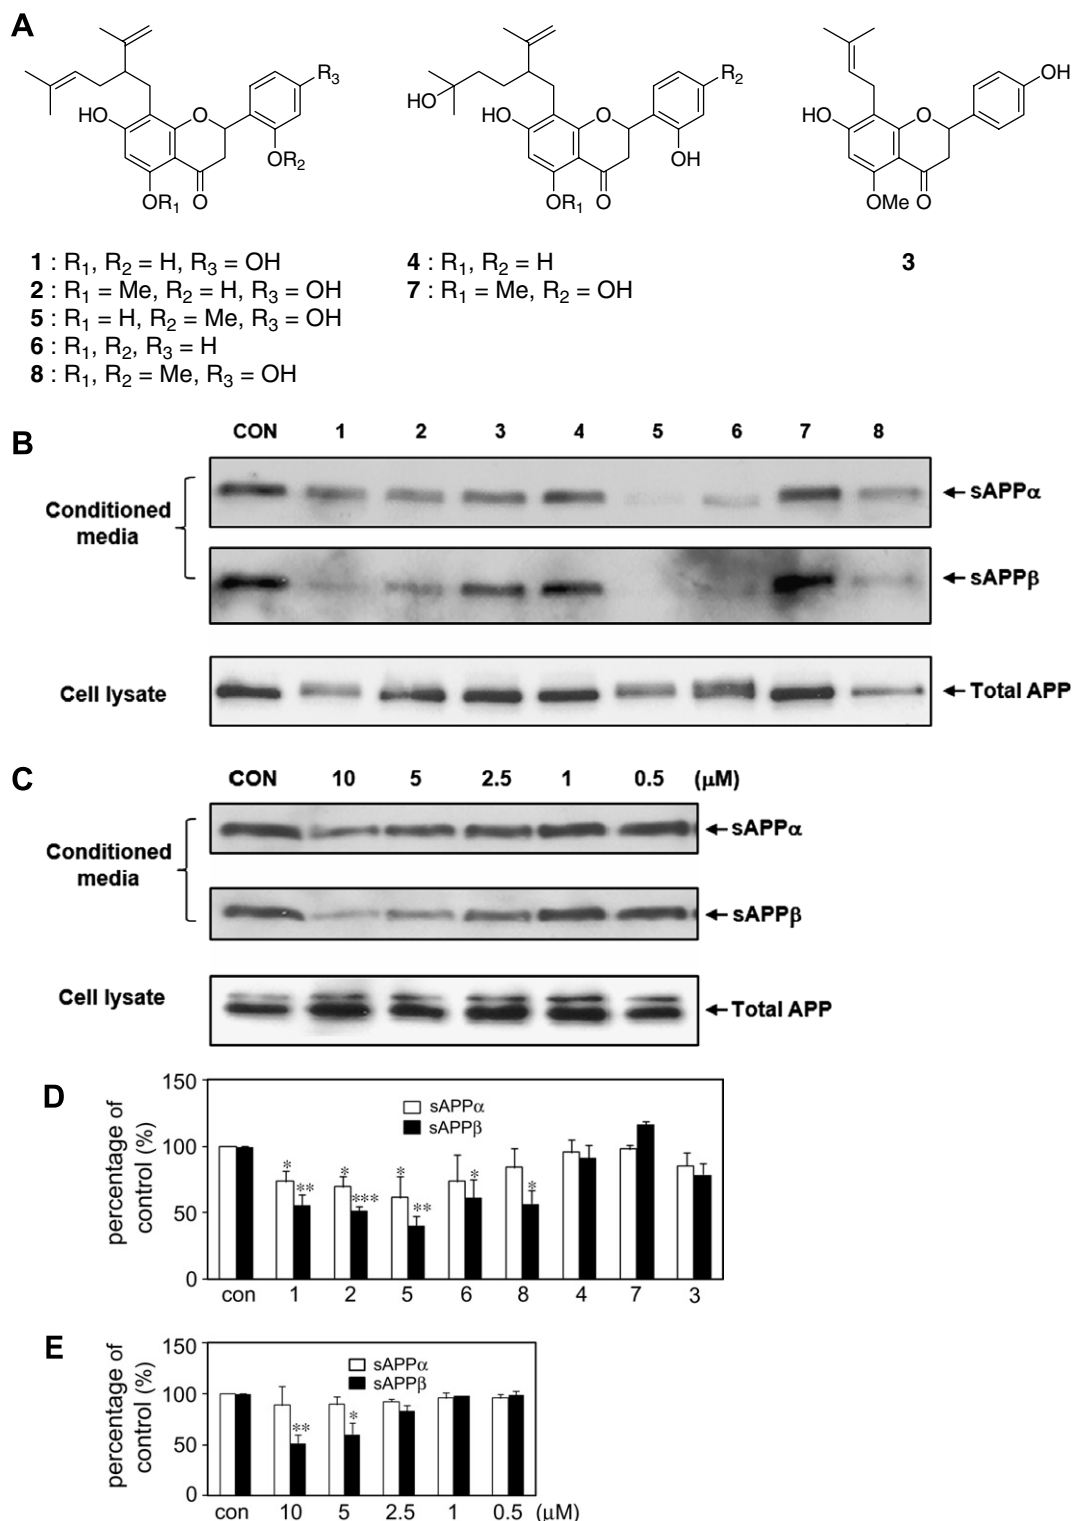 A
R₃
HO
O
OR₂
OR₁
O
R₂
HO
HO
O
OH
OR₁
O
OH
HO
O
OMe
O
1 : R₁, R₂ = H, R₃ = OH
2 : R₁ = Me, R₂ = H, R₃ = OH
5 : R₁ = H, R₂ = Me, R₃ = OH
6 : R₁, R₂, R₃ = H
8 : R₁, R₂ = Me, R₃ = OH
4 : R₁, R₂ = H
7 : R₁ = Me, R₂ = OH
3
B
CON 1 2 3 4 5 6 7 8
Conditioned
media
sAPPα
sAPPβ
Cell lysate
Total APP
C
CON 10 5 2.5 1 0.5 (μM)
Conditioned
media
sAPPα
sAPPβ
Cell lysate
Total APP
D
percentage of
control (%)
150
100
50
0
sAPPα
sAPPβ
* ** * *** * ** * *
con 1 2 5 6 8 4 7 3
E
percentage of
control (%)
150
100
50
0
sAPPα
sAPPβ
** *
con 10 5 2.5 1 0.5 (μM)